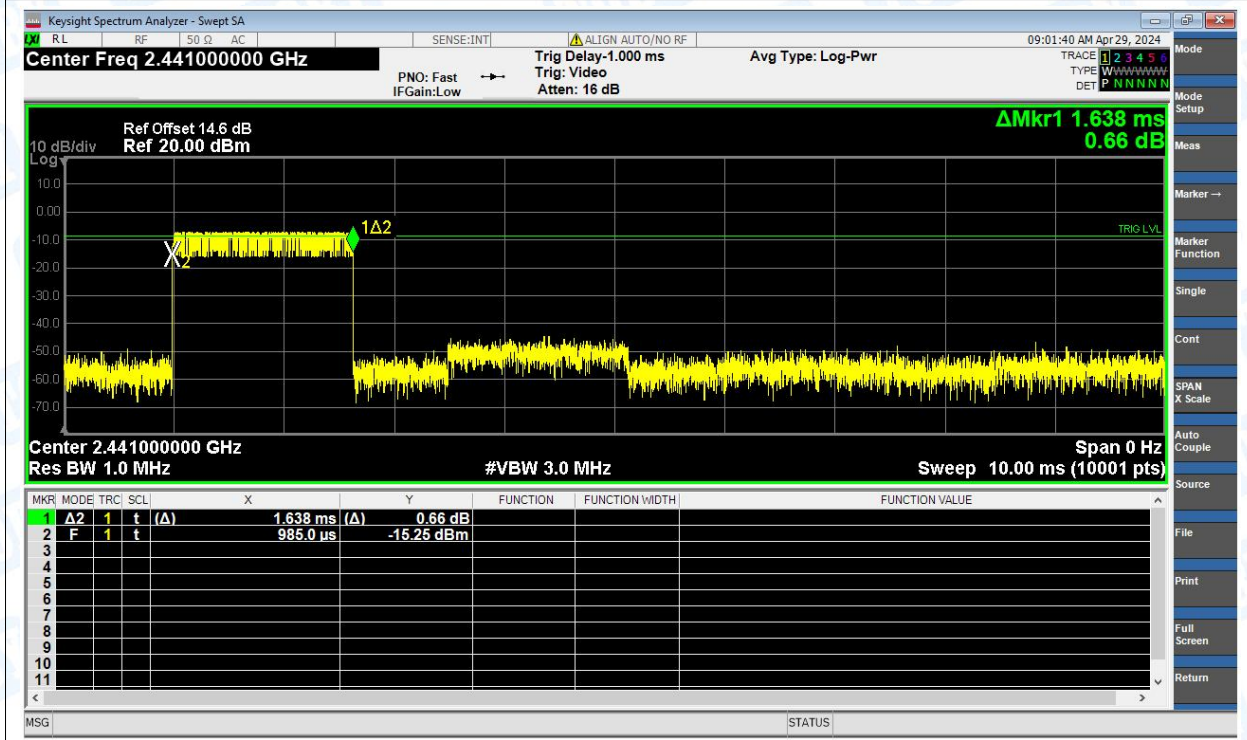 Keysight Spectrum Analyzer - Swept SA
LXI RL RF 50 Ω AC SENSE:INT ALIGN AUTO/NO RF 09:01:40 AM Apr 29, 2024
Center Freq 2.441000000 GHz
PNO: Fast
IFGain:Low
Trig Delay-1.000 ms
Trig: Video
Atten: 16 dB
Avg Type: Log-Pwr
TRACE 1 2 3 4 5 6
TYPE WWWWWW
DET P N N N N N
ΔMkr1 1.638 ms
0.66 dB
Ref Offset 14.6 dB
10 dB/div Ref 20.00 dBm
Log
10.0
0.00
-10.0
-20.0
-30.0
-40.0
-50.0
-60.0
-70.0
1Δ2
2
TRIG LVL
Center 2.441000000 GHz Span 0 Hz
Res BW 1.0 MHz #VBW 3.0 MHz Sweep 10.00 ms (10001 pts)
MKR MODE TRC SCL X Y FUNCTION FUNCTION WIDTH FUNCTION VALUE
1 Δ2 1 t (Δ) 1.638 ms (Δ) 0.66 dB
2 F 1 t 985.0 µs -15.25 dBm
3
4
5
6
7
8
9
10
11
MSG STATUS
Mode
Mode Setup
Meas
Marker →
Marker Function
Single
Cont
SPAN X Scale
Auto Couple
Source
File
Print
Full Screen
Return